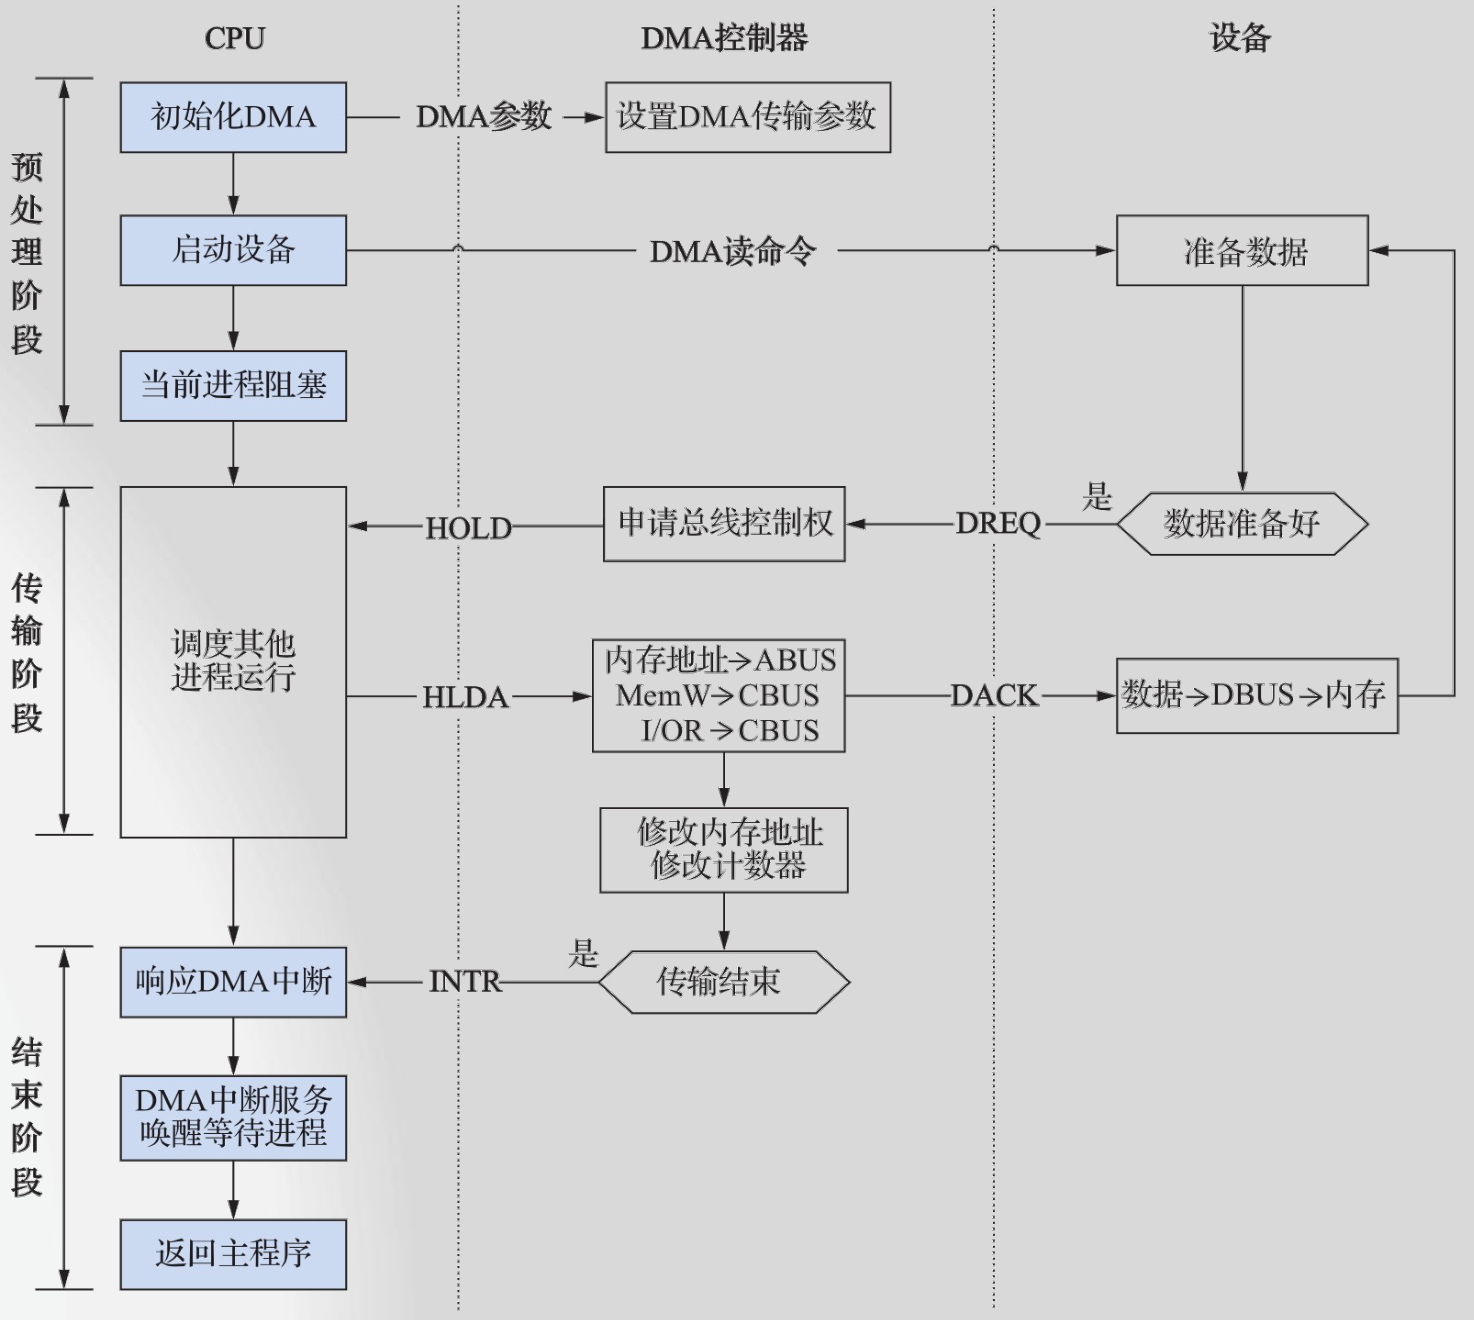 CPU
DMA控制器
设备
预处理阶段
初始化DMA
DMA参数
设置DMA传输参数
启动设备
DMA读命令
准备数据
当前进程阻塞
传输阶段
调度其他
进程运行
HOLD
申请总线控制权
DREQ
是
数据准备好
HLDA
内存地址→ABUS
MemW→CBUS
I/OR→CBUS
DACK
数据→DBUS→内存
修改内存地址
修改计数器
结束阶段
响应DMA中断
INTR
是
传输结束
DMA中断服务
唤醒等待进程
返回主程序